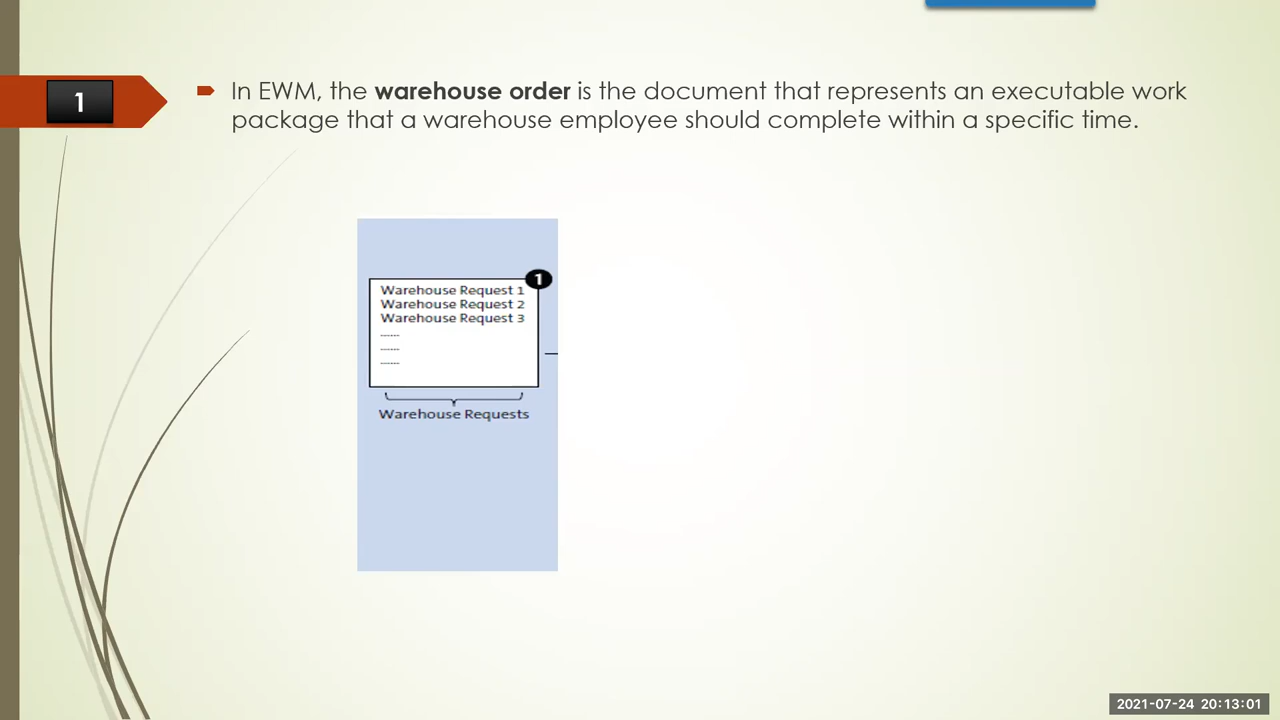 In EWM, the warehouse order is the document that represents an executable work
package that a warehouse employee should complete within a specific time.
1
1
Warehouse Request 1
Warehouse Request 2
Warehouse Request 3
------
------
------
Warehouse Requests
2021-07-24 20:13:01